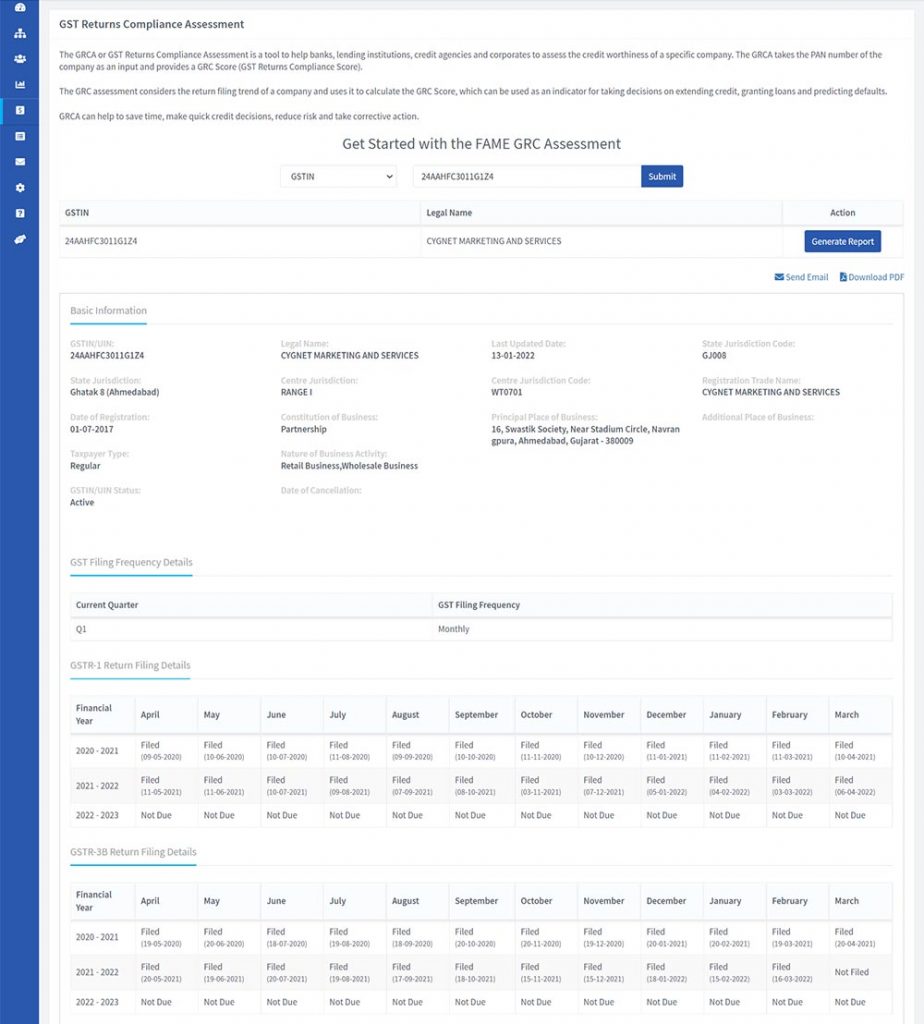 GST Returns Compliance Assessment
The GRCA or GST Returns Compliance Assessment is a tool to help banks, lending institutions, credit agencies and corporates to assess the credit worthiness of a specific company. The GRCA takes the PAN number of the
company as an input and provides a GRC Score (GST Returns Compliance Score).
The GRC assessment considers the return filing trend of a company and uses it to calculate the GRC Score, which can be used as an indicator for taking decisions on extending credit, granting loans and predicting defaults.
GRCA can help to save time, make quick credit decisions, reduce risk and take corrective action.
Get Started with the FAME GRC Assessment
GSTIN 24AAHFC3011G1Z4 Submit
GSTIN Legal Name Action
24AAHFC3011G1Z4 CYGNET MARKETING AND SERVICES Generate Report
Send Email Download PDF
Basic Information
GSTIN/UIN: Legal Name: Last Updated Date: State Jurisdiction Code:
24AAHFC3011G1Z4 CYGNET MARKETING AND SERVICES 13-01-2022 GJ008
State Jurisdiction: Centre Jurisdiction: Centre Jurisdiction Code: Registration Trade Name:
Ghatak 8 (Ahmedabad) RANGE I WT0701 CYGNET MARKETING AND SERVICES
Date of Registration: Constitution of Business: Principal Place of Business: Additional Place of Business:
01-07-2017 Partnership 16, Swastik Society, Near Stadium Circle, Navran
gpura, Ahmedabad, Gujarat - 380009
Taxpayer Type: Nature of Business Activity:
Regular Retail Business,Wholesale Business
GSTIN/UIN Status: Date of Cancellation:
Active
GST Filing Frequency Details
Current Quarter GST Filing Frequency
Q1 Monthly
GSTR-1 Return Filing Details
Financial
Year April May June July August September October November December January February March
2020 - 2021 Filed Filed Filed Filed Filed Filed Filed Filed Filed Filed Filed Filed
(09-05-2020) (10-06-2020) (10-07-2020) (11-08-2020) (09-09-2020) (10-10-2020) (11-11-2020) (10-12-2020) (11-01-2021) (11-02-2021) (11-03-2021) (10-04-2021)
2021 - 2022 Filed Filed Filed Filed Filed Filed Filed Filed Filed Filed Filed Filed
(11-05-2021) (11-06-2021) (10-07-2021) (09-08-2021) (07-09-2021) (08-10-2021) (03-11-2021) (07-12-2021) (05-01-2022) (04-02-2022) (03-03-2022) (06-04-2022)
2022 - 2023 Not Due Not Due Not Due Not Due Not Due Not Due Not Due Not Due Not Due Not Due Not Due Not Due
GSTR-3B Return Filing Details
Financial
Year April May June July August September October November December January February March
2020 - 2021 Filed Filed Filed Filed Filed Filed Filed Filed Filed Filed Filed Filed
(19-05-2020) (20-06-2020) (18-07-2020) (19-08-2020) (18-09-2020) (20-10-2020) (20-11-2020) (19-12-2020) (20-01-2021) (20-02-2021) (19-03-2021) (20-04-2021)
2021 - 2022 Filed Filed Filed Filed Filed Filed Filed Filed Filed Filed Filed Not Filed
(20-05-2021) (19-06-2021) (20-07-2021) (19-08-2021) (17-09-2021) (18-10-2021) (15-11-2021) (15-12-2021) (18-01-2022) (15-02-2022) (16-03-2022)
2022 - 2023 Not Due Not Due Not Due Not Due Not Due Not Due Not Due Not Due Not Due Not Due Not Due Not Due